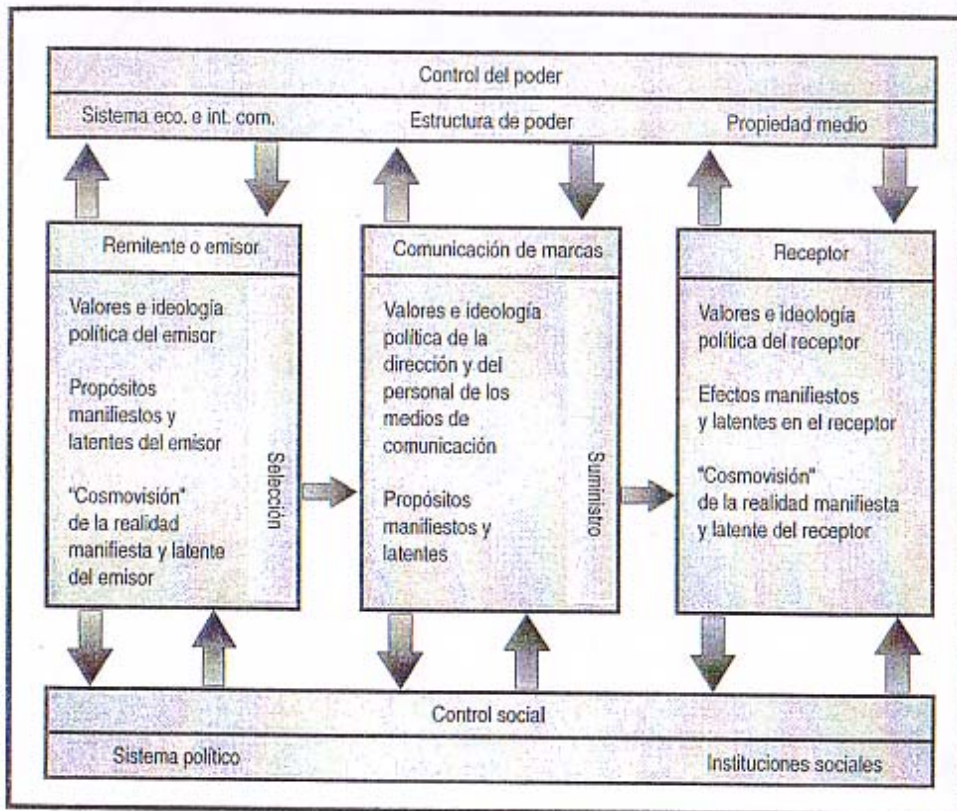 Control del poder
Sistema eco. e int. com.
Estructura de poder
Propiedad medio
Remitente o emisor
Valores e ideología
política del emisor
Propósitos
manifiestos y
latentes del emisor
"Cosmovisión"
de la realidad
manifiesta y latente
del emisor
Selección
Comunicación de marcas
Valores e ideología
política de la
dirección y del
personal de los
medios de
comunicación
Propósitos
manifiestos y
latentes
Suministro
Receptor
Valores e ideología
política del receptor
Efectos manifiestos
y latentes en el receptor
"Cosmovisión"
de la realidad manifiesta
y latente del receptor
Control social
Sistema político
Instituciones sociales